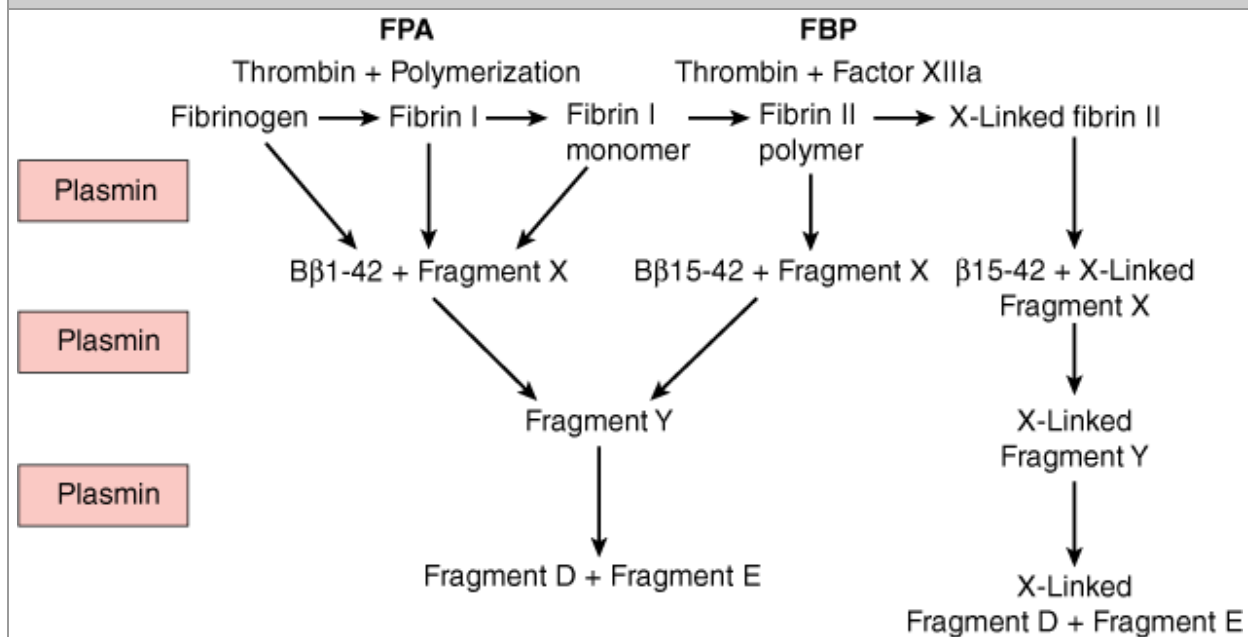 FPA FBP
Thrombin + Polymerization Thrombin + Factor XIIIa
Fibrinogen Fibrin I Fibrin I Fibrin II X-Linked fibrin II
monomer polymer
Plasmin
Bβ1-42 + Fragment X Bβ15-42 + Fragment X β15-42 + X-Linked
Fragment X
Plasmin
Fragment Y X-Linked
Fragment Y
Plasmin
Fragment D + Fragment E X-Linked
Fragment D + Fragment E